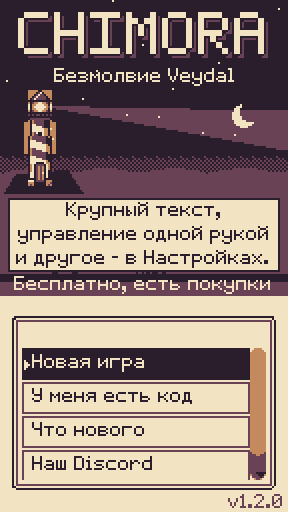 CHIMORA
Безмолвие Veydal
Крупный текст,
управление одной рукой
и другое - в Настройках.
Бесплатно, есть покупки
Новая игра
У меня есть код
Что нового
Наш Discord
v1.2.0